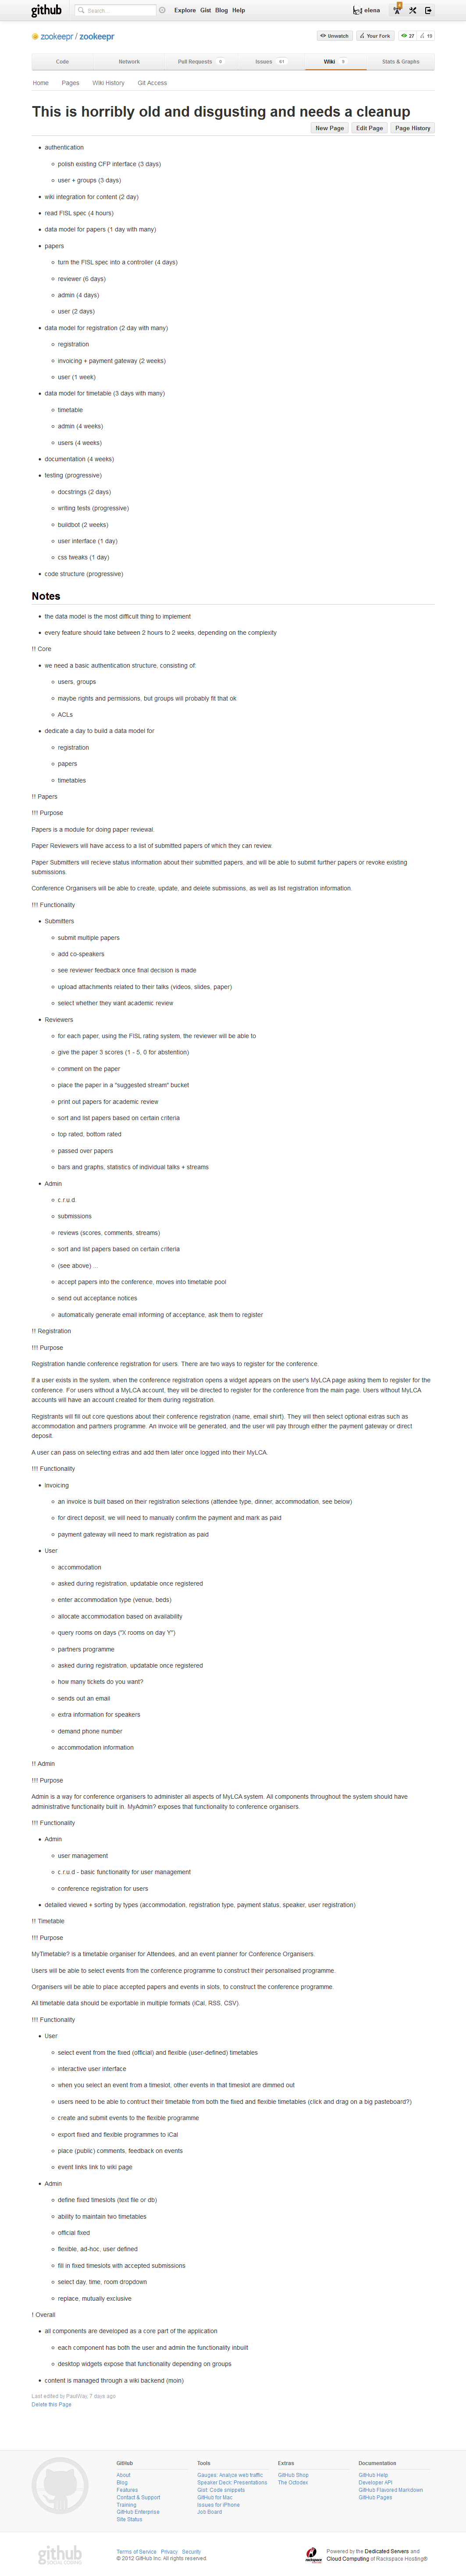 github
Search...
Explore Gist Blog Help
elena
zookeepr / zookeepr
Unwatch Your Fork 27 15
Code Network Pull Requests 0 Issues 61 Wiki 9 Stats & Graphs
Home Pages Wiki History Git Access
This is horribly old and disgusting and needs a cleanup
New Page Edit Page Page History
authentication
polish existing CFP interface (3 days)
user + groups (3 days)
wiki integration for content (2 day)
read FISL spec (4 hours)
data model for papers (1 day with many)
papers
turn the FISL spec into a controller (4 days)
reviewer (6 days)
admin (4 days)
user (2 days)
data model for registration (2 day with many)
registration
invoicing + payment gateway (2 weeks)
user (1 week)
data model for timetable (3 days with many)
timetable
admin (4 weeks)
users (4 weeks)
documentation (4 weeks)
testing (progressive)
docstrings (2 days)
writing tests (progressive)
buildbot (2 weeks)
user interface (1 day)
css tweaks (1 day)
code structure (progressive)
Notes
the data model is the most difficult thing to implement
every feature should take between 2 hours to 2 weeks, depending on the complexity
!! Core
we need a basic authentication structure, consisting of:
users, groups
maybe rights and permissions, but groups will probably fit that ok
ACLs
dedicate a day to build a data model for
registration
papers
timetables
!! Papers
!!! Purpose
Papers is a module for doing paper reviewal.
Paper Reviewers will have access to a list of submitted papers of which they can review.
Paper Submitters will recieve status information about their submitted papers, and will be able to submit further papers or revoke existing
submissions.
Conference Organisers will be able to create, update, and delete submissions, as well as list registration information.
!!! Functionality
Submitters
submit multiple papers
add co-speakers
see reviewer feedback once final decision is made
upload attachments related to their talks (videos, slides, paper)
select whether they want academic review
Reviewers
for each paper, using the FISL rating system, the reviewer will be able to
give the paper 3 scores (1 - 5, 0 for abstention)
comment on the paper
place the paper in a "suggested stream" bucket
print out papers for academic review
sort and list papers based on certain criteria
top rated, bottom rated
passed over papers
bars and graphs, statistics of individual talks + streams
Admin
c.r.u.d.
submissions
reviews (scores, comments, streams)
sort and list papers based on certain criteria
(see above) ...
accept papers into the conference, moves into timetable pool
send out acceptance notices
automatically generate email informing of acceptance, ask them to register
!! Registration
!!! Purpose
Registration handle conference registration for users. There are two ways to register for the conference.
If a user exists in the system, when the conference registration opens a widget appears on the user's MyLCA page asking them to register for the
conference. For users without a MyLCA account, they will be directed to register for the conference from the main page. Users without MyLCA
accounts will have an account created for them during registration.
Registrants will fill out core questions about their conference registration (name, email shirt). They will then select optional extras such as
accommodation and partners programme. An invoice will be generated, and the user will pay through either the payment gateway or direct
deposit.
A user can pass on selecting extras and add them later once logged into their MyLCA.
!!! Functionality
Invoicing
an invoice is built based on their registration selections (attendee type, dinner, accommodation, see below)
for direct deposit, we will need to manually confirm the payment and mark as paid
payment gateway will need to mark registration as paid
User
accommodation
asked during registration, updatable once registered
enter accommodation type (venue, beds)
allocate accommodation based on availability
query rooms on days ("X rooms on day Y")
partners programme
asked during registration, updatable once registered
how many tickets do you want?
sends out an email
extra information for speakers
demand phone number
accommodation information
!! Admin
!!! Purpose
Admin is a way for conference organisers to administer all aspects of MyLCA system. All components throughout the system should have
administrative functionality built in. MyAdmin? exposes that functionality to conference organisers.
!!! Functionality
Admin
user management
c.r.u.d - basic functionality for user management
conference registration for users
detailed viewed + sorting by types (accommodation, registration type, payment status, speaker, user registration)
!! Timetable
!!! Purpose
MyTimetable? is a timetable organiser for Attendees, and an event planner for Conference Organisers.
Users will be able to select events from the conference programme to construct their personalised programme.
Organisers will be able to place accepted papers and events in slots, to construct the conference programme.
All timetable data should be exportable in multiple formats (iCal, RSS, CSV).
!!! Functionality
User
select event from the fixed (official) and flexible (user-defined) timetables
interactive user interface
when you select an event from a timeslot, other events in that timeslot are dimmed out
users need to be able to contruct their timetable from both the fixed and flexible timetables (click and drag on a big pasteboard?)
create and submit events to the flexible programme
export fixed and flexible programmes to iCal
place (public) comments, feedback on events
event links link to wiki page
Admin
define fixed timeslots (text file or db)
ability to maintain two timetables
official fixed
flexible, ad-hoc, user defined
fill in fixed timeslots with accepted submissions
select day, time, room dropdown
replace, mutually exclusive
! Overall
all components are developed as a core part of the application
each component has both the user and admin the functionality inbuilt
desktop widgets expose that functionality depending on groups
content is managed through a wiki backend (moin)
Last edited by PaulWay, 7 days ago
Delete this Page
GitHub Tools Extras Documentation
About Gauges: Analyze web traffic GitHub Shop GitHub Help
Blog Speaker Deck: Presentations The Octodex Developer API
Features Gist: Code snippets GitHub Flavored Markdown
Contact & Support GitHub for Mac GitHub Pages
Training Issues for iPhone
GitHub Enterprise Job Board
Site Status
github
SOCIAL CODING
Terms of Service Privacy Security
© 2012 GitHub Inc. All rights reserved.
rackspace
Powered by the Dedicated Servers and
Cloud Computing of Rackspace Hosting®